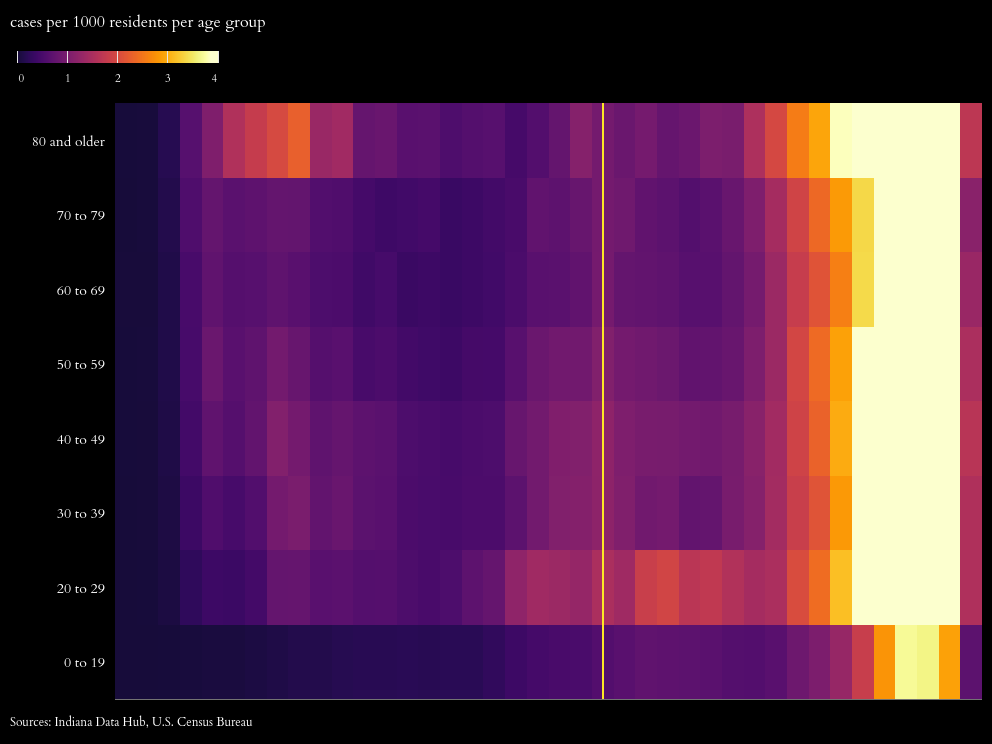 cases per 1000 residents per age group
0 1 2 3 4
80 and older
70 to 79
60 to 69
50 to 59
40 to 49
30 to 39
20 to 29
0 to 19
Sources: Indiana Data Hub, U.S. Census Bureau